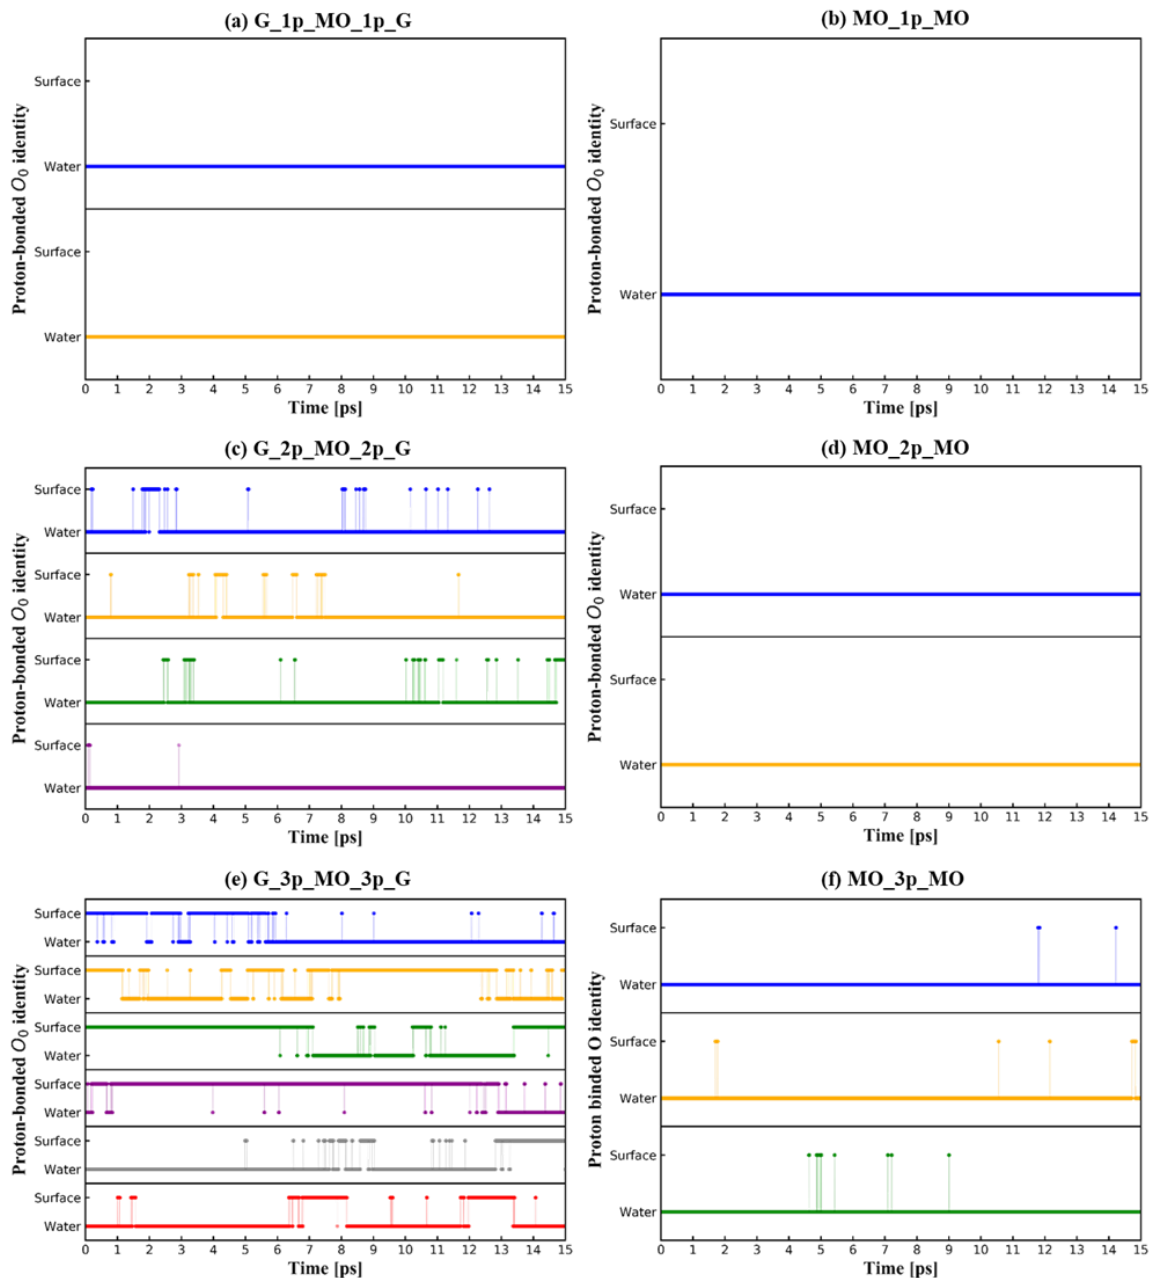 (a) G_1p_MO_1p_G
Proton-bonded O0 identity
Surface
Water
Surface
Water
0 1 2 3 4 5 6 7 8 9 10 11 12 13 14 15
Time [ps]
(b) MO_1p_MO
Proton-bonded O0 identity
Surface
Water
0 1 2 3 4 5 6 7 8 9 10 11 12 13 14 15
Time [ps]
(c) G_2p_MO_2p_G
Proton-bonded O0 identity
Surface
Water
Surface
Water
Surface
Water
Surface
Water
0 1 2 3 4 5 6 7 8 9 10 11 12 13 14 15
Time [ps]
(d) MO_2p_MO
Proton-bonded O0 identity
Surface
Water
Surface
Water
0 1 2 3 4 5 6 7 8 9 10 11 12 13 14 15
Time [ps]
(e) G_3p_MO_3p_G
Proton-bonded O0 identity
Surface
Water
Surface
Water
Surface
Water
Surface
Water
Surface
Water
Surface
Water
0 1 2 3 4 5 6 7 8 9 10 11 12 13 14 15
Time [ps]
(f) MO_3p_MO
Proton binded O identity
Surface
Water
Surface
Water
Surface
Water
0 1 2 3 4 5 6 7 8 9 10 11 12 13 14 15
Time [ps]